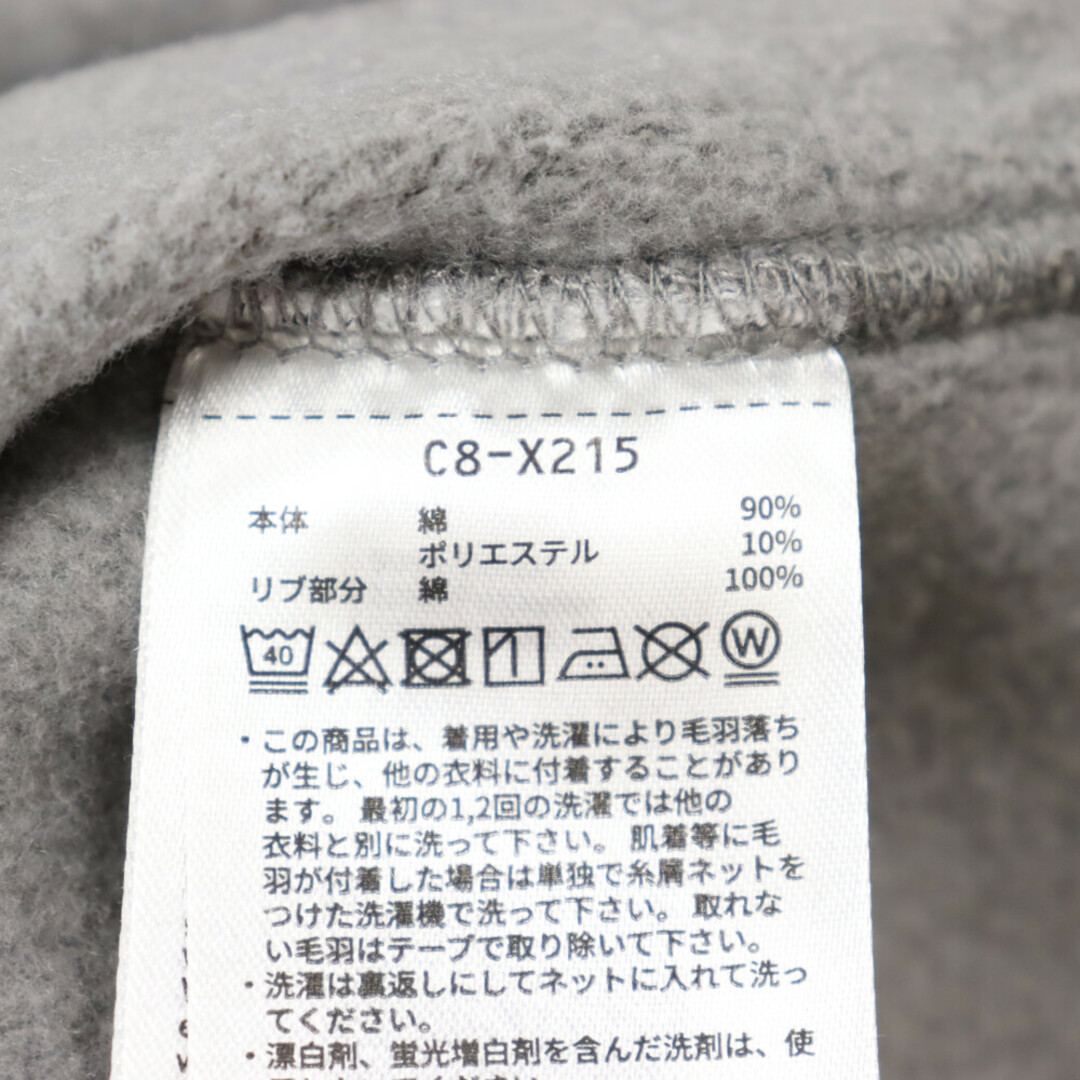 C8-X215
本体 綿 90%
ポリエステル 10%
リブ部分 綿 100%
40 W
・この商品は、着用や洗濯により毛羽落ち
が生じ、他の衣料に付着することがあり
ます。最初の1,2回の洗濯では他の
衣料と別に洗って下さい。肌着等に毛
羽が付着した場合は単独で糸屑ネットを
つけた洗濯機で洗って下さい。取れな
い毛羽はテープで取り除いて下さい。
・洗濯は裏返しにしてネットに入れて洗っ
てください。
・漂白剤、蛍光増白剤を含んだ洗剤は、使